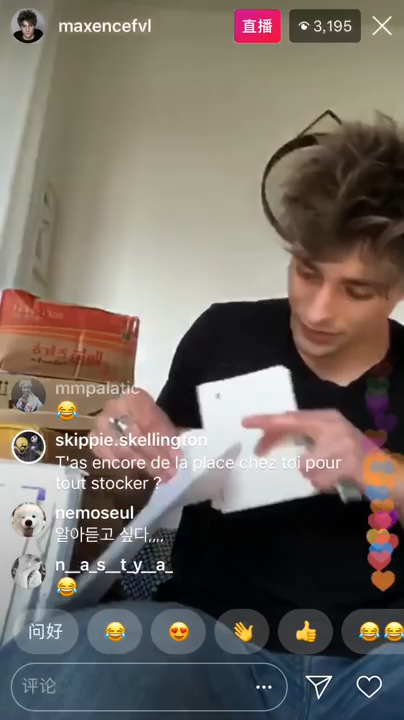 maxencefvl
直播
3,195
mmpalatic
😂
skippie.skellington
T'as encore de la place chez toi pour
tout stocker ?
nemoseul
알아듣고 싶다,,,,
n__a_s__t_y__a_
😂
问好
😂
😍
👋
👍
😂😂
评论